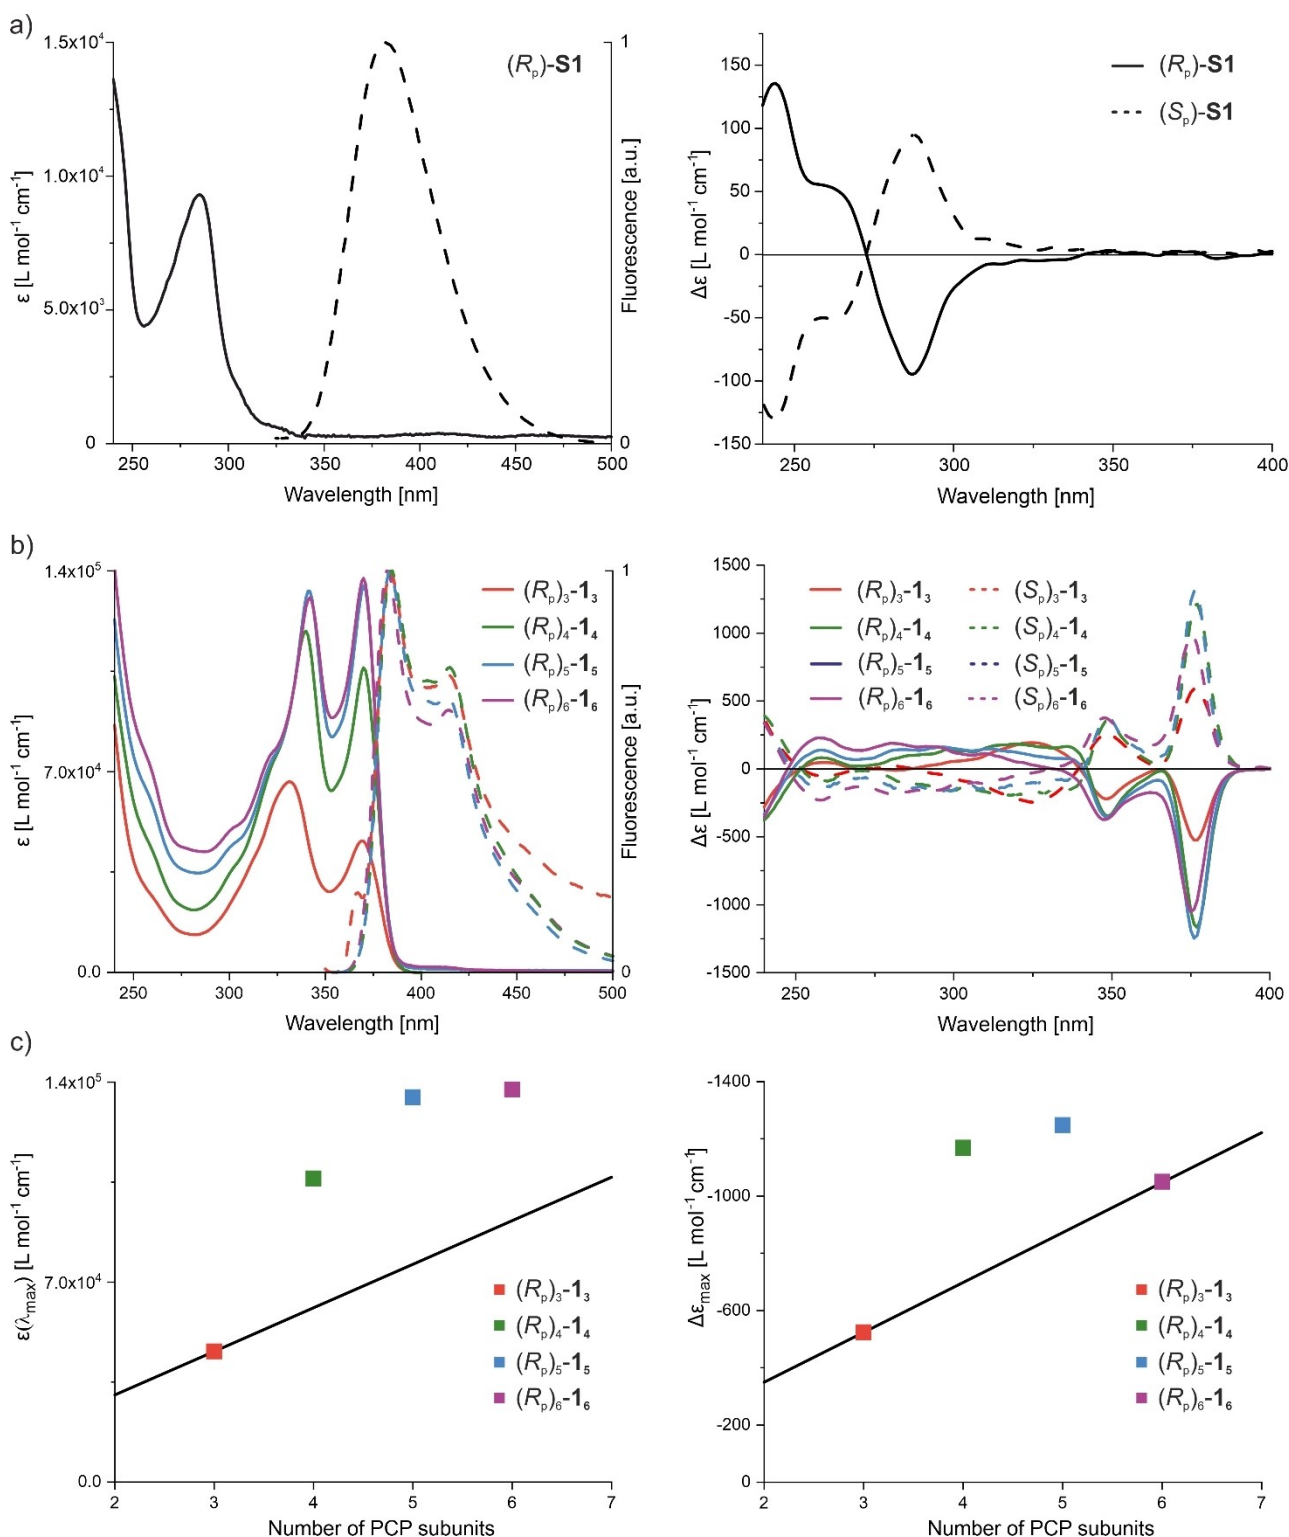 a)
1.5x10⁴
1.0x10⁴
5.0x10³
0
ε [L mol⁻¹ cm⁻¹]
(Rₚ)-S1
1
0
Fluorescence [a.u.]
250 300 350 400 450 500
Wavelength [nm]
150
100
50
0
-50
-100
-150
Δε [L mol⁻¹ cm⁻¹]
(Rₚ)-S1
(Sₚ)-S1
250 300 350 400
Wavelength [nm]
b)
1.4x10⁵
7.0x10⁴
0.0
ε [L mol⁻¹ cm⁻¹]
(Rₚ)₃-1₃
(Rₚ)₄-1₄
(Rₚ)₅-1₅
(Rₚ)₆-1₆
1
0
Fluorescence [a.u.]
250 300 350 400 450 500
Wavelength [nm]
1500
1000
500
0
-500
-1000
-1500
Δε [L mol⁻¹ cm⁻¹]
(Rₚ)₃-1₃ (Sₚ)₃-1₃
(Rₚ)₄-1₄ (Sₚ)₄-1₄
(Rₚ)₅-1₅ (Sₚ)₅-1₅
(Rₚ)₆-1₆ (Sₚ)₆-1₆
250 300 350 400
Wavelength [nm]
c)
1.4x10⁵
7.0x10⁴
0.0
ε(λmax) [L mol⁻¹ cm⁻¹]
(Rₚ)₃-1₃
(Rₚ)₄-1₄
(Rₚ)₅-1₅
(Rₚ)₆-1₆
2 3 4 5 6 7
Number of PCP subunits
-1400
-1000
-600
-200
0
Δεmax [L mol⁻¹ cm⁻¹]
(Rₚ)₃-1₃
(Rₚ)₄-1₄
(Rₚ)₅-1₅
(Rₚ)₆-1₆
2 3 4 5 6 7
Number of PCP subunits